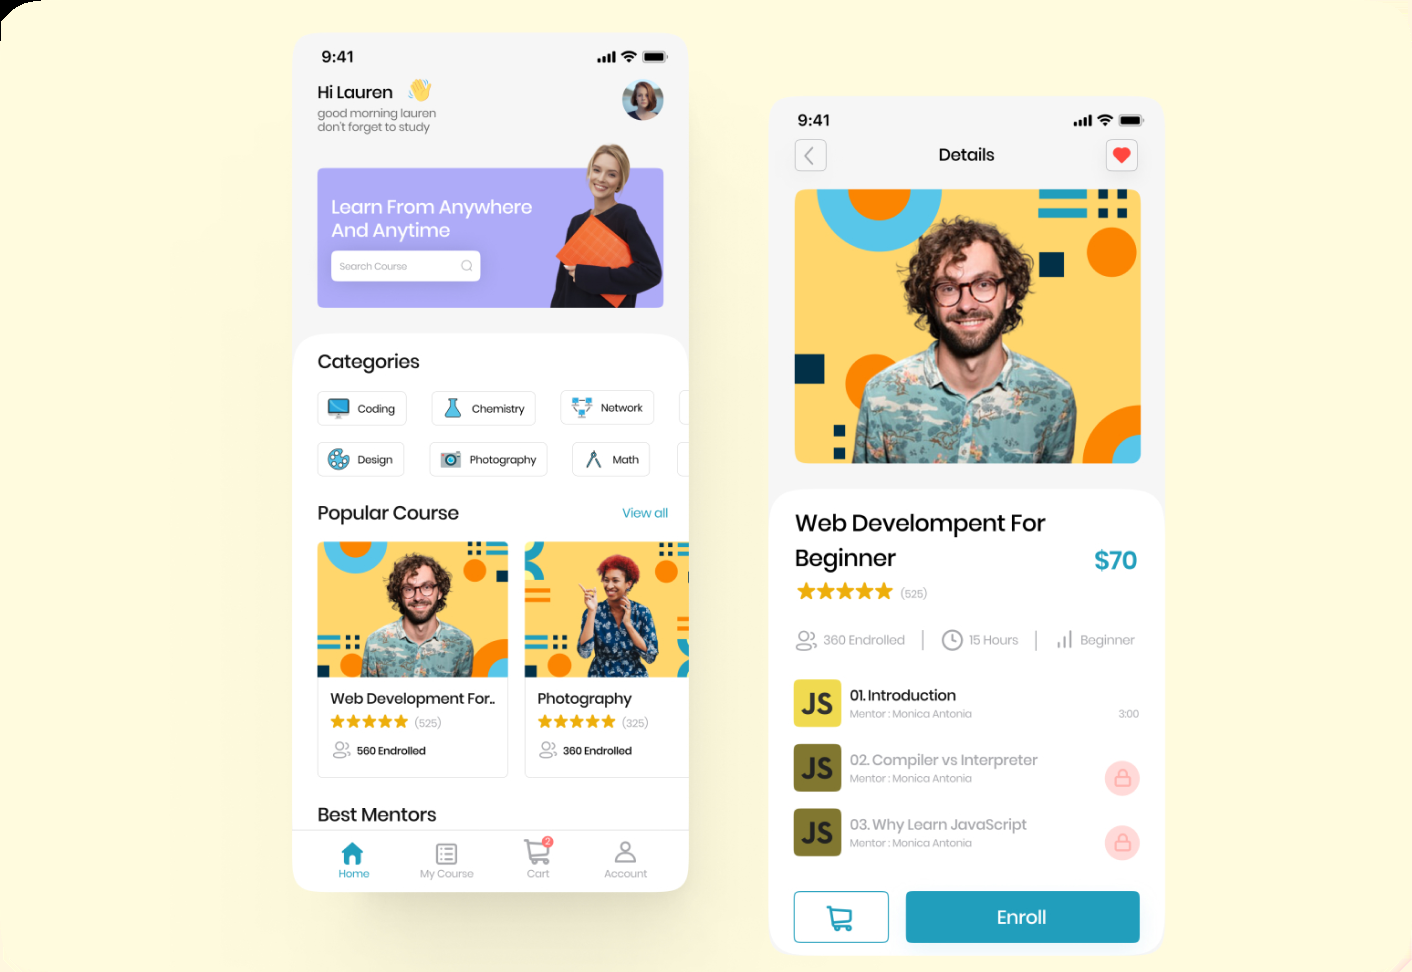 9:41
Hi Lauren
good morning lauren
don't forget to study
Learn From Anywhere
And Anytime
Search Course
Categories
Coding
Chemistry
Network
Design
Photography
Math
Popular Course
View all
Web Development For..
(525)
560 Endrolled
Photography
(325)
360 Endrolled
Best Mentors
Home
My Course
2
Cart
Account
9:41
Details
Web Develompent For
Beginner
$70
(525)
360 Endrolled
15 Hours
Beginner
JS
01. Introduction
Mentor : Monica Antonia
3:00
JS
02. Compiler vs Interpreter
Mentor : Monica Antonia
JS
03. Why Learn JavaScript
Mentor : Monica Antonia
Enroll